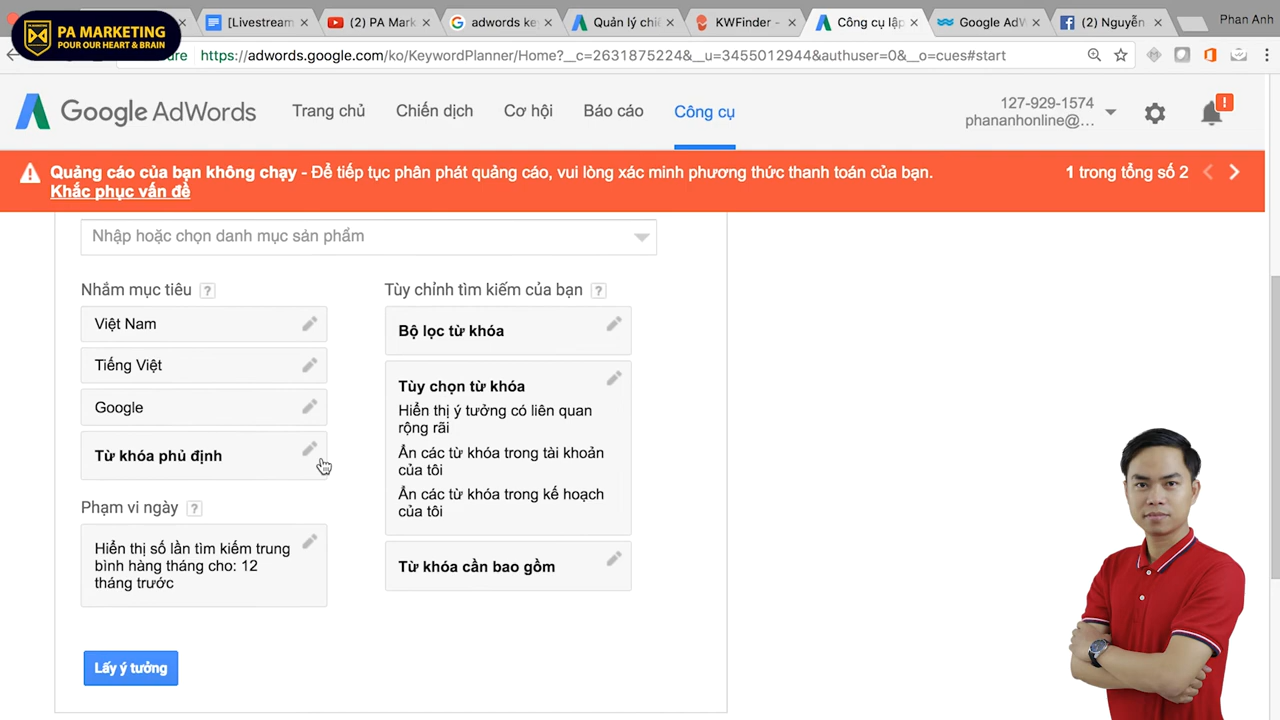 PA MARKETING
POUR OUR HEART & BRAIN
[Livestream
(2) PA Mark
adwords ke
Quản lý chiế
KWFinder -
Công cụ lập
Google AdW
(2) Nguyễn
Phan Anh
https://adwords.google.com/ko/KeywordPlanner/Home?__c=2631875224&__u=3455012944&authuser=0&__o=cues#start
Google AdWords
Trang chủ
Chiến dịch
Cơ hội
Báo cáo
Công cụ
127-929-1574
phananhonline@...
!
Quảng cáo của bạn không chạy - Để tiếp tục phân phát quảng cáo, vui lòng xác minh phương thức thanh toán của bạn.
Khắc phục vấn đề
1 trong tổng số 2
Nhập hoặc chọn danh mục sản phẩm
Nhắm mục tiêu ?
Việt Nam
Tiếng Việt
Google
Từ khóa phủ định
Phạm vi ngày ?
Hiển thị số lần tìm kiếm trung
bình hàng tháng cho: 12
tháng trước
Tùy chỉnh tìm kiếm của bạn ?
Bộ lọc từ khóa
Tùy chọn từ khóa
Hiển thị ý tưởng có liên quan
rộng rãi
Ẩn các từ khóa trong tài khoản
của tôi
Ẩn các từ khóa trong kế hoạch
của tôi
Từ khóa cần bao gồm
Lấy ý tưởng